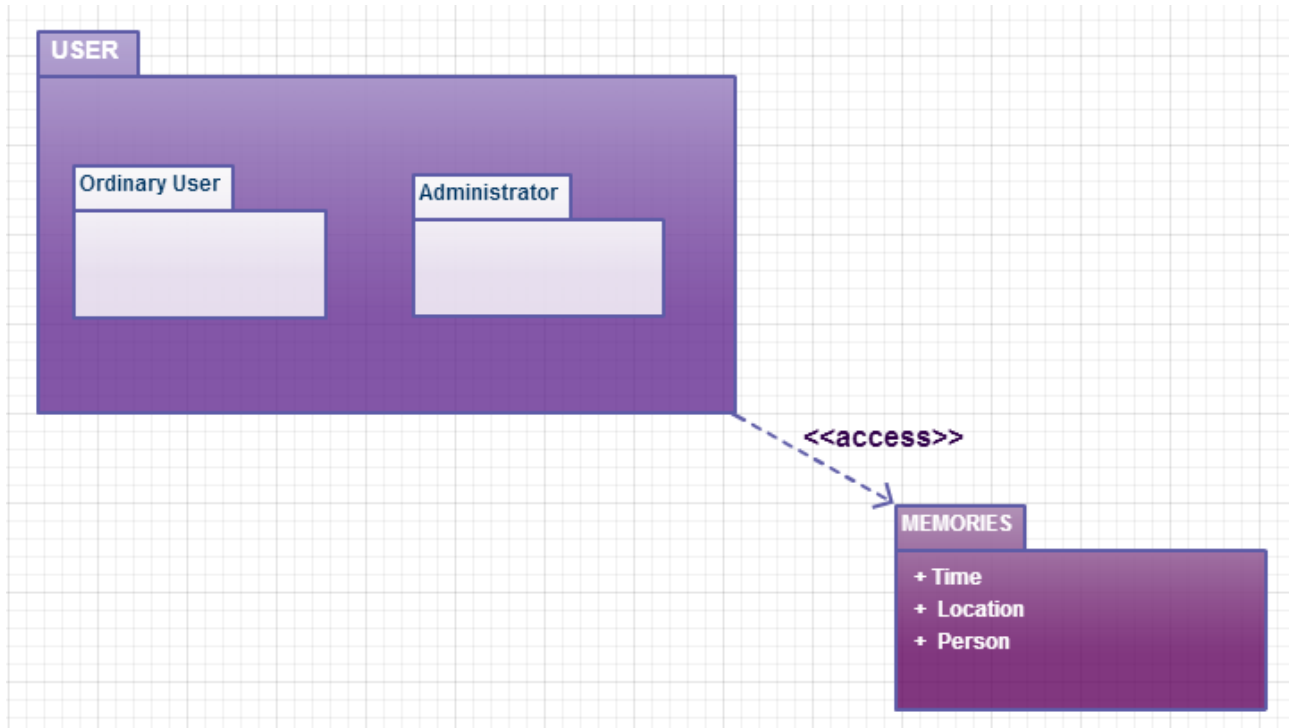 USER
Ordinary User
Administrator
<<access>>
MEMORIES
+ Time
+ Location
+ Person